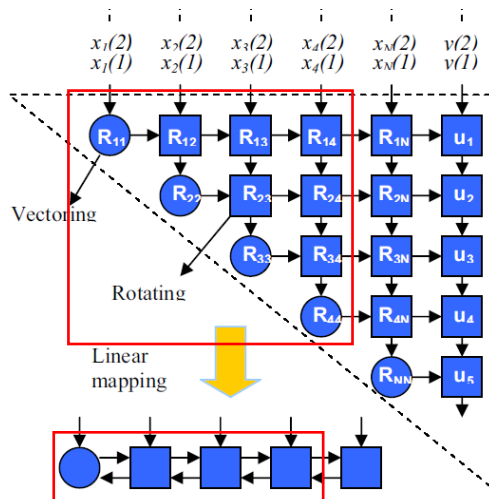 x1(2) x2(2) x3(2) x4(2) xN(2) v(2)
x1(1) x2(1) x3(1) x4(1) xN(1) v(1)
R11 R12 R13 R14 R1N u1
R22 R23 R24 R2N u2
Vectoring
R33 R34 R3N u3
Rotating
R44 R4N u4
Linear
mapping
RNN u5